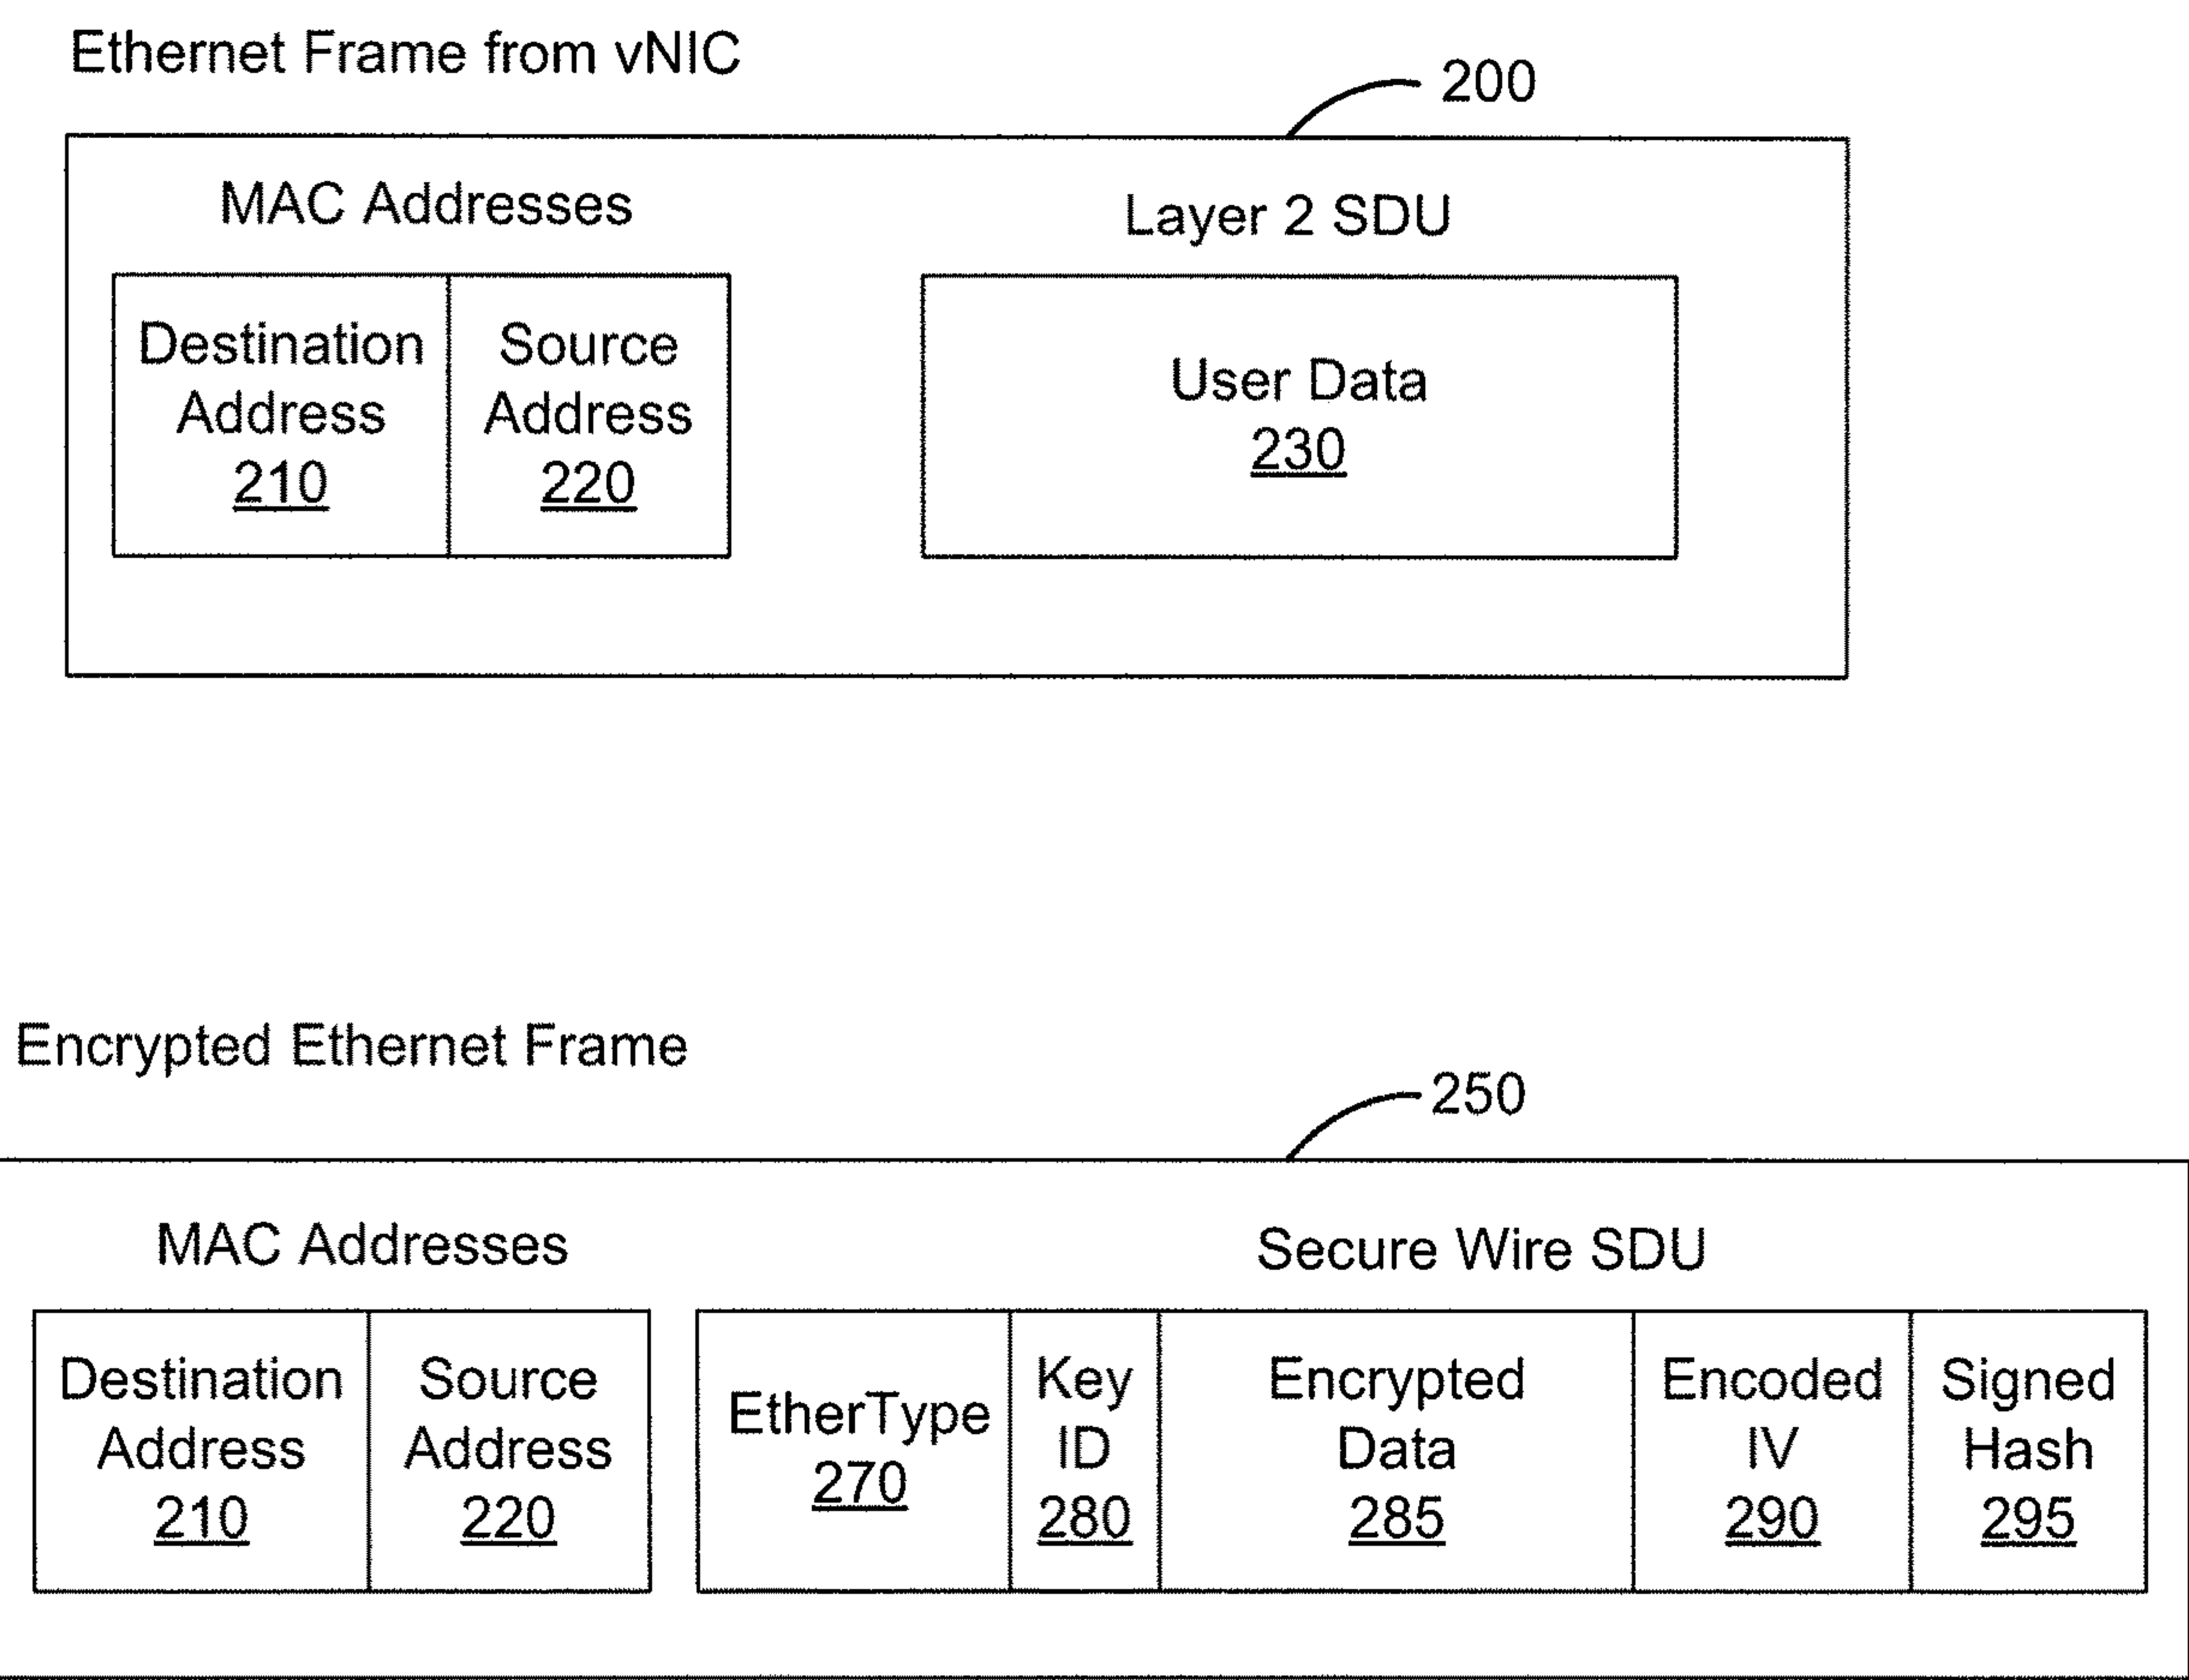 Ethernet Frame from vNIC
200
MAC Addresses
Layer 2 SDU
Destination
Address
210
Source
Address
220
User Data
230
Encrypted Ethernet Frame
250
MAC Addresses
Secure Wire SDU
Destination
Address
210
Source
Address
220
EtherType
270
Key
ID
280
Encrypted
Data
285
Encoded
IV
290
Signed
Hash
295